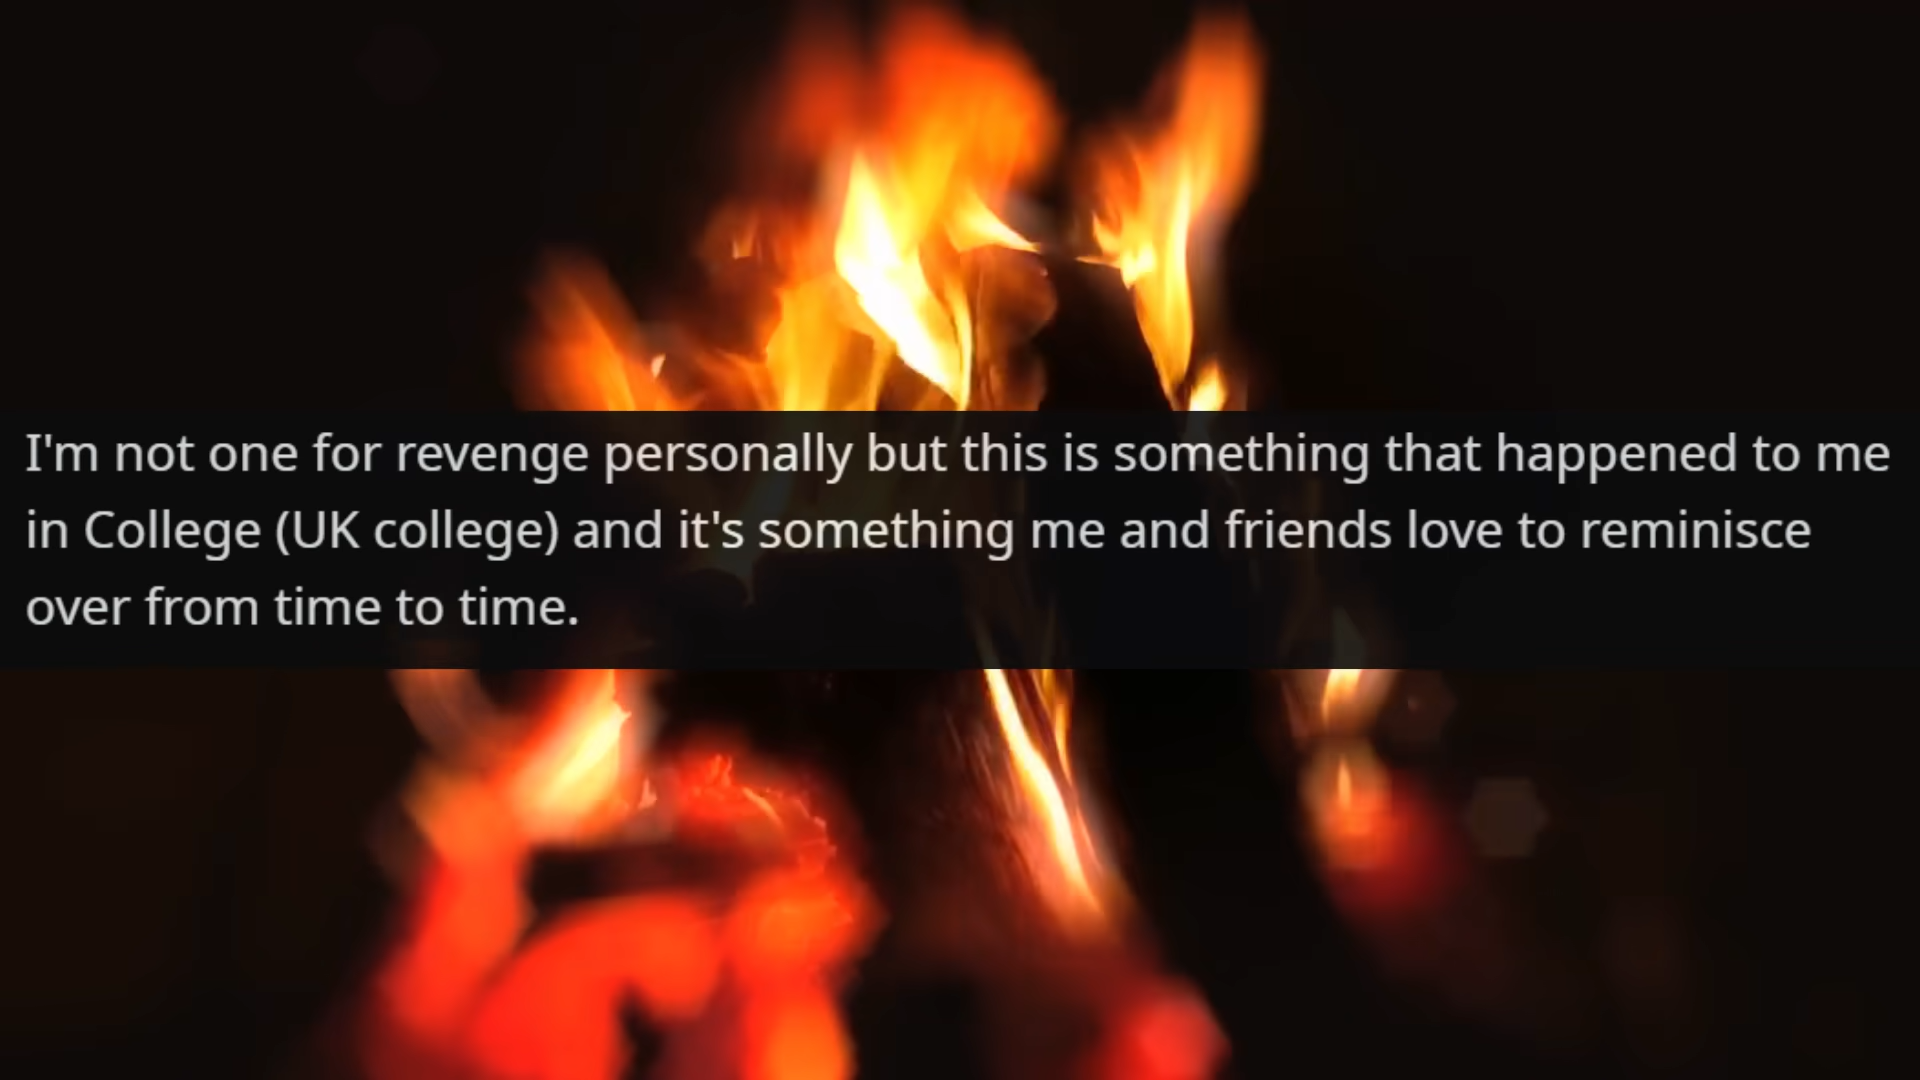 I'm not one for revenge personally but this is something that happened to me
in College (UK college) and it's something me and friends love to reminisce
over from time to time.